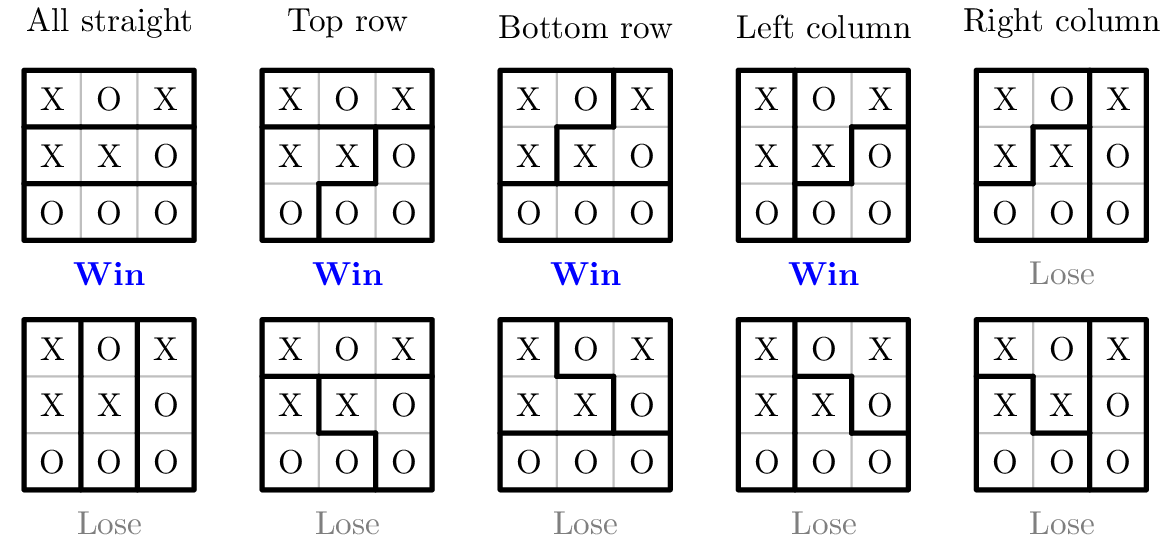 All straight Top row Bottom row Left column Right column
X O X X O X X O X X O X X O X
X X O X X O X X O X X O X X O
O O O O O O O O O O O O O O O
Win Win Win Win Lose
X O X X O X X O X X O X X O X
X X O X X O X X O X X O X X O
O O O O O O O O O O O O O O O
Lose Lose Lose Lose Lose